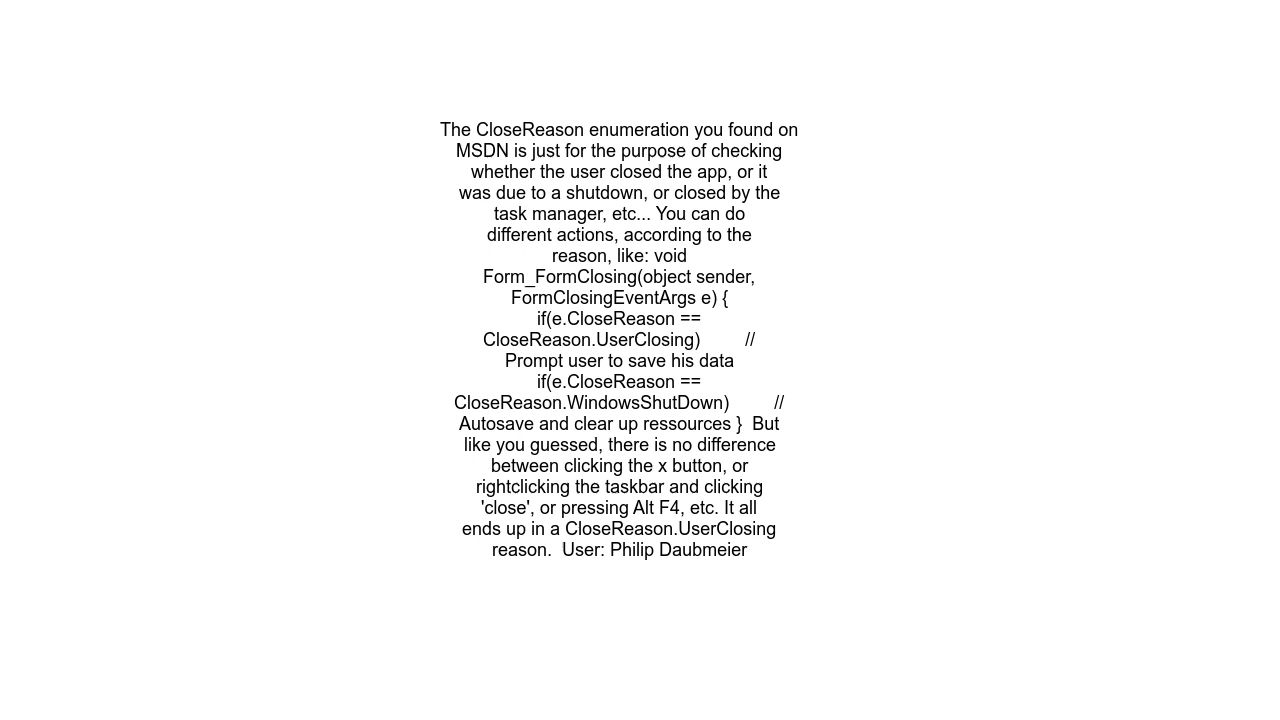 The CloseReason enumeration you found on
MSDN is just for the purpose of checking
whether the user closed the app, or it
was due to a shutdown, or closed by the
task manager, etc... You can do
different actions, according to the
reason, like: void
Form_FormClosing(object sender,
FormClosingEventArgs e) {
if(e.CloseReason ==
CloseReason.UserClosing)         //
Prompt user to save his data
if(e.CloseReason ==
CloseReason.WindowsShutDown)         //
Autosave and clear up ressources }  But
like you guessed, there is no difference
between clicking the x button, or
rightclicking the taskbar and clicking
'close', or pressing Alt F4, etc. It all
ends up in a CloseReason.UserClosing
reason.  User: Philip Daubmeier